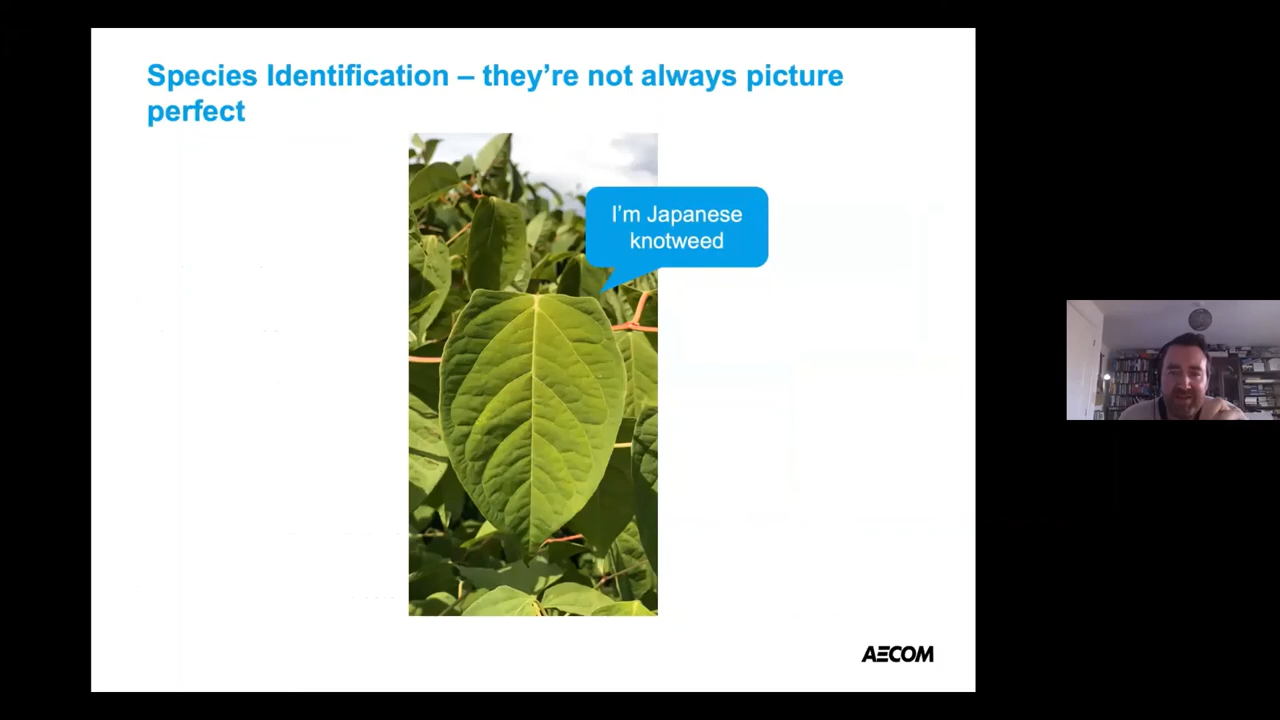 Species Identification – they're not always picture
perfect
I'm Japanese
knotweed
AECOM